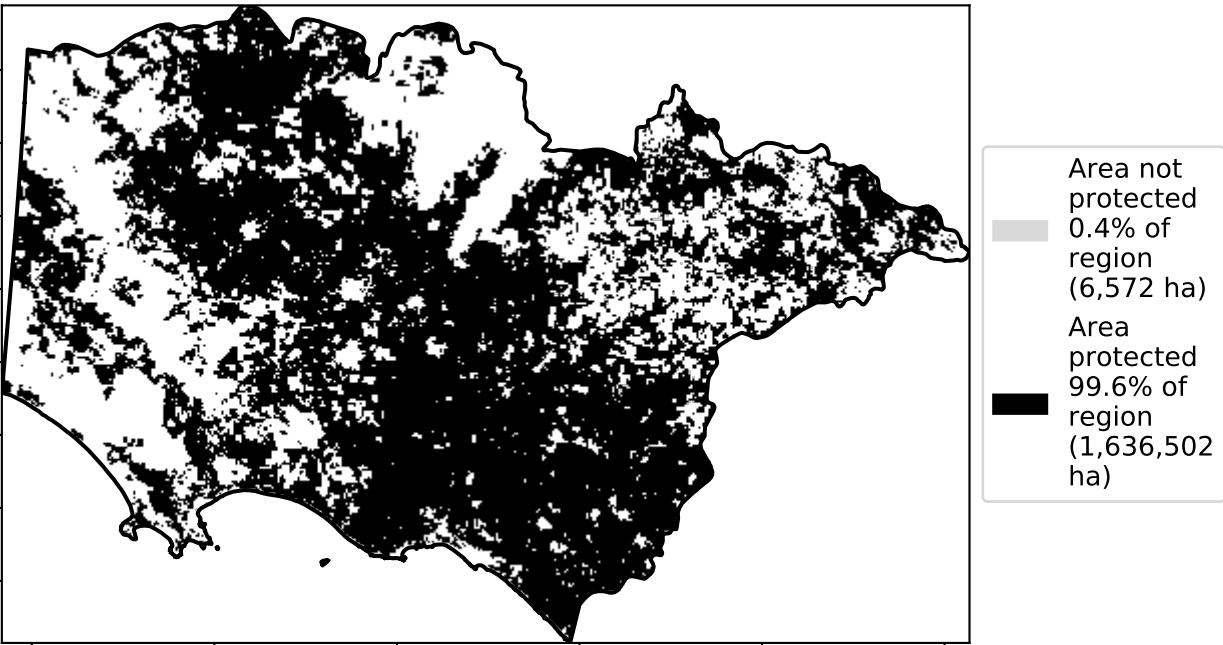 Area not
protected
0.4% of
region
(6,572 ha)
Area
protected
99.6% of
region
(1,636,502
ha)